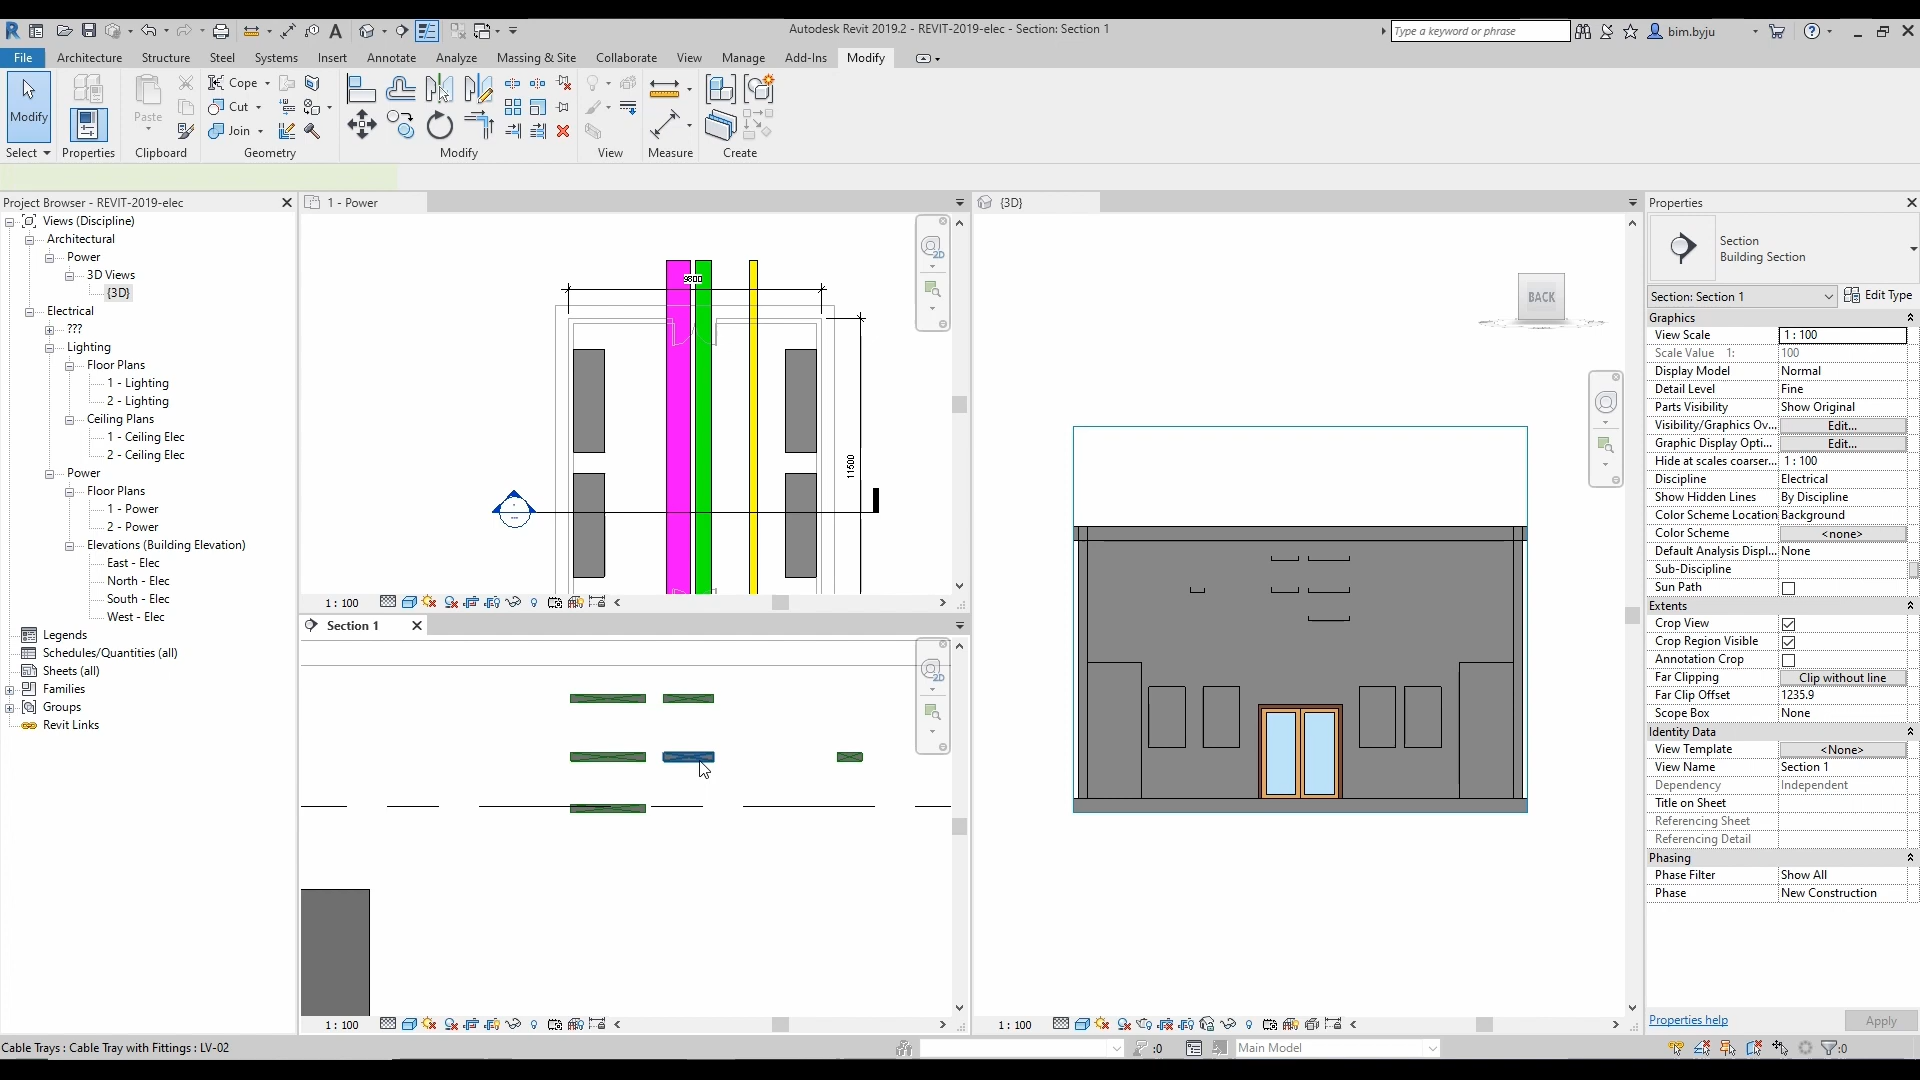 Autodesk Revit 2019.2 - REVIT-2019-elec - Section: Section 1
Type a keyword or phrase
bim.byju
File Architecture Structure Steel Systems Insert Annotate Analyze Massing & Site Collaborate View Manage Add-Ins Modify
Modify
Paste
Cope
Cut
Join
Select Properties Clipboard Geometry Modify View Measure Create
Project Browser - REVIT-2019-elec
Views (Discipline)
Architectural
Power
3D Views
{3D}
Electrical
???
Lighting
Floor Plans
1 - Lighting
2 - Lighting
Ceiling Plans
1 - Ceiling Elec
2 - Ceiling Elec
Power
Floor Plans
1 - Power
2 - Power
Elevations (Building Elevation)
East - Elec
North - Elec
South - Elec
West - Elec
Legends
Schedules/Quantities (all)
Sheets (all)
Families
Groups
Revit Links
1 - Power
2D
9800
11500
1 : 100
Section 1
2D
1 : 100
{3D}
BACK
1 : 100
Properties
Section
Building Section
Section: Section 1
Edit Type
Graphics
View Scale 1 : 100
Scale Value 1: 100
Display Model Normal
Detail Level Fine
Parts Visibility Show Original
Visibility/Graphics Ov... Edit...
Graphic Display Opti... Edit...
Hide at scales coarser... 1 : 100
Discipline Electrical
Show Hidden Lines By Discipline
Color Scheme Location Background
Color Scheme <none>
Default Analysis Displ... None
Sub-Discipline
Sun Path
Extents
Crop View
Crop Region Visible
Annotation Crop
Far Clipping Clip without line
Far Clip Offset 1235.9
Scope Box None
Identity Data
View Template <None>
View Name Section 1
Dependency Independent
Title on Sheet
Referencing Sheet
Referencing Detail
Phasing
Phase Filter Show All
Phase New Construction
Properties help
Apply
Cable Trays : Cable Tray with Fittings : LV-02
:0
Main Model
:0